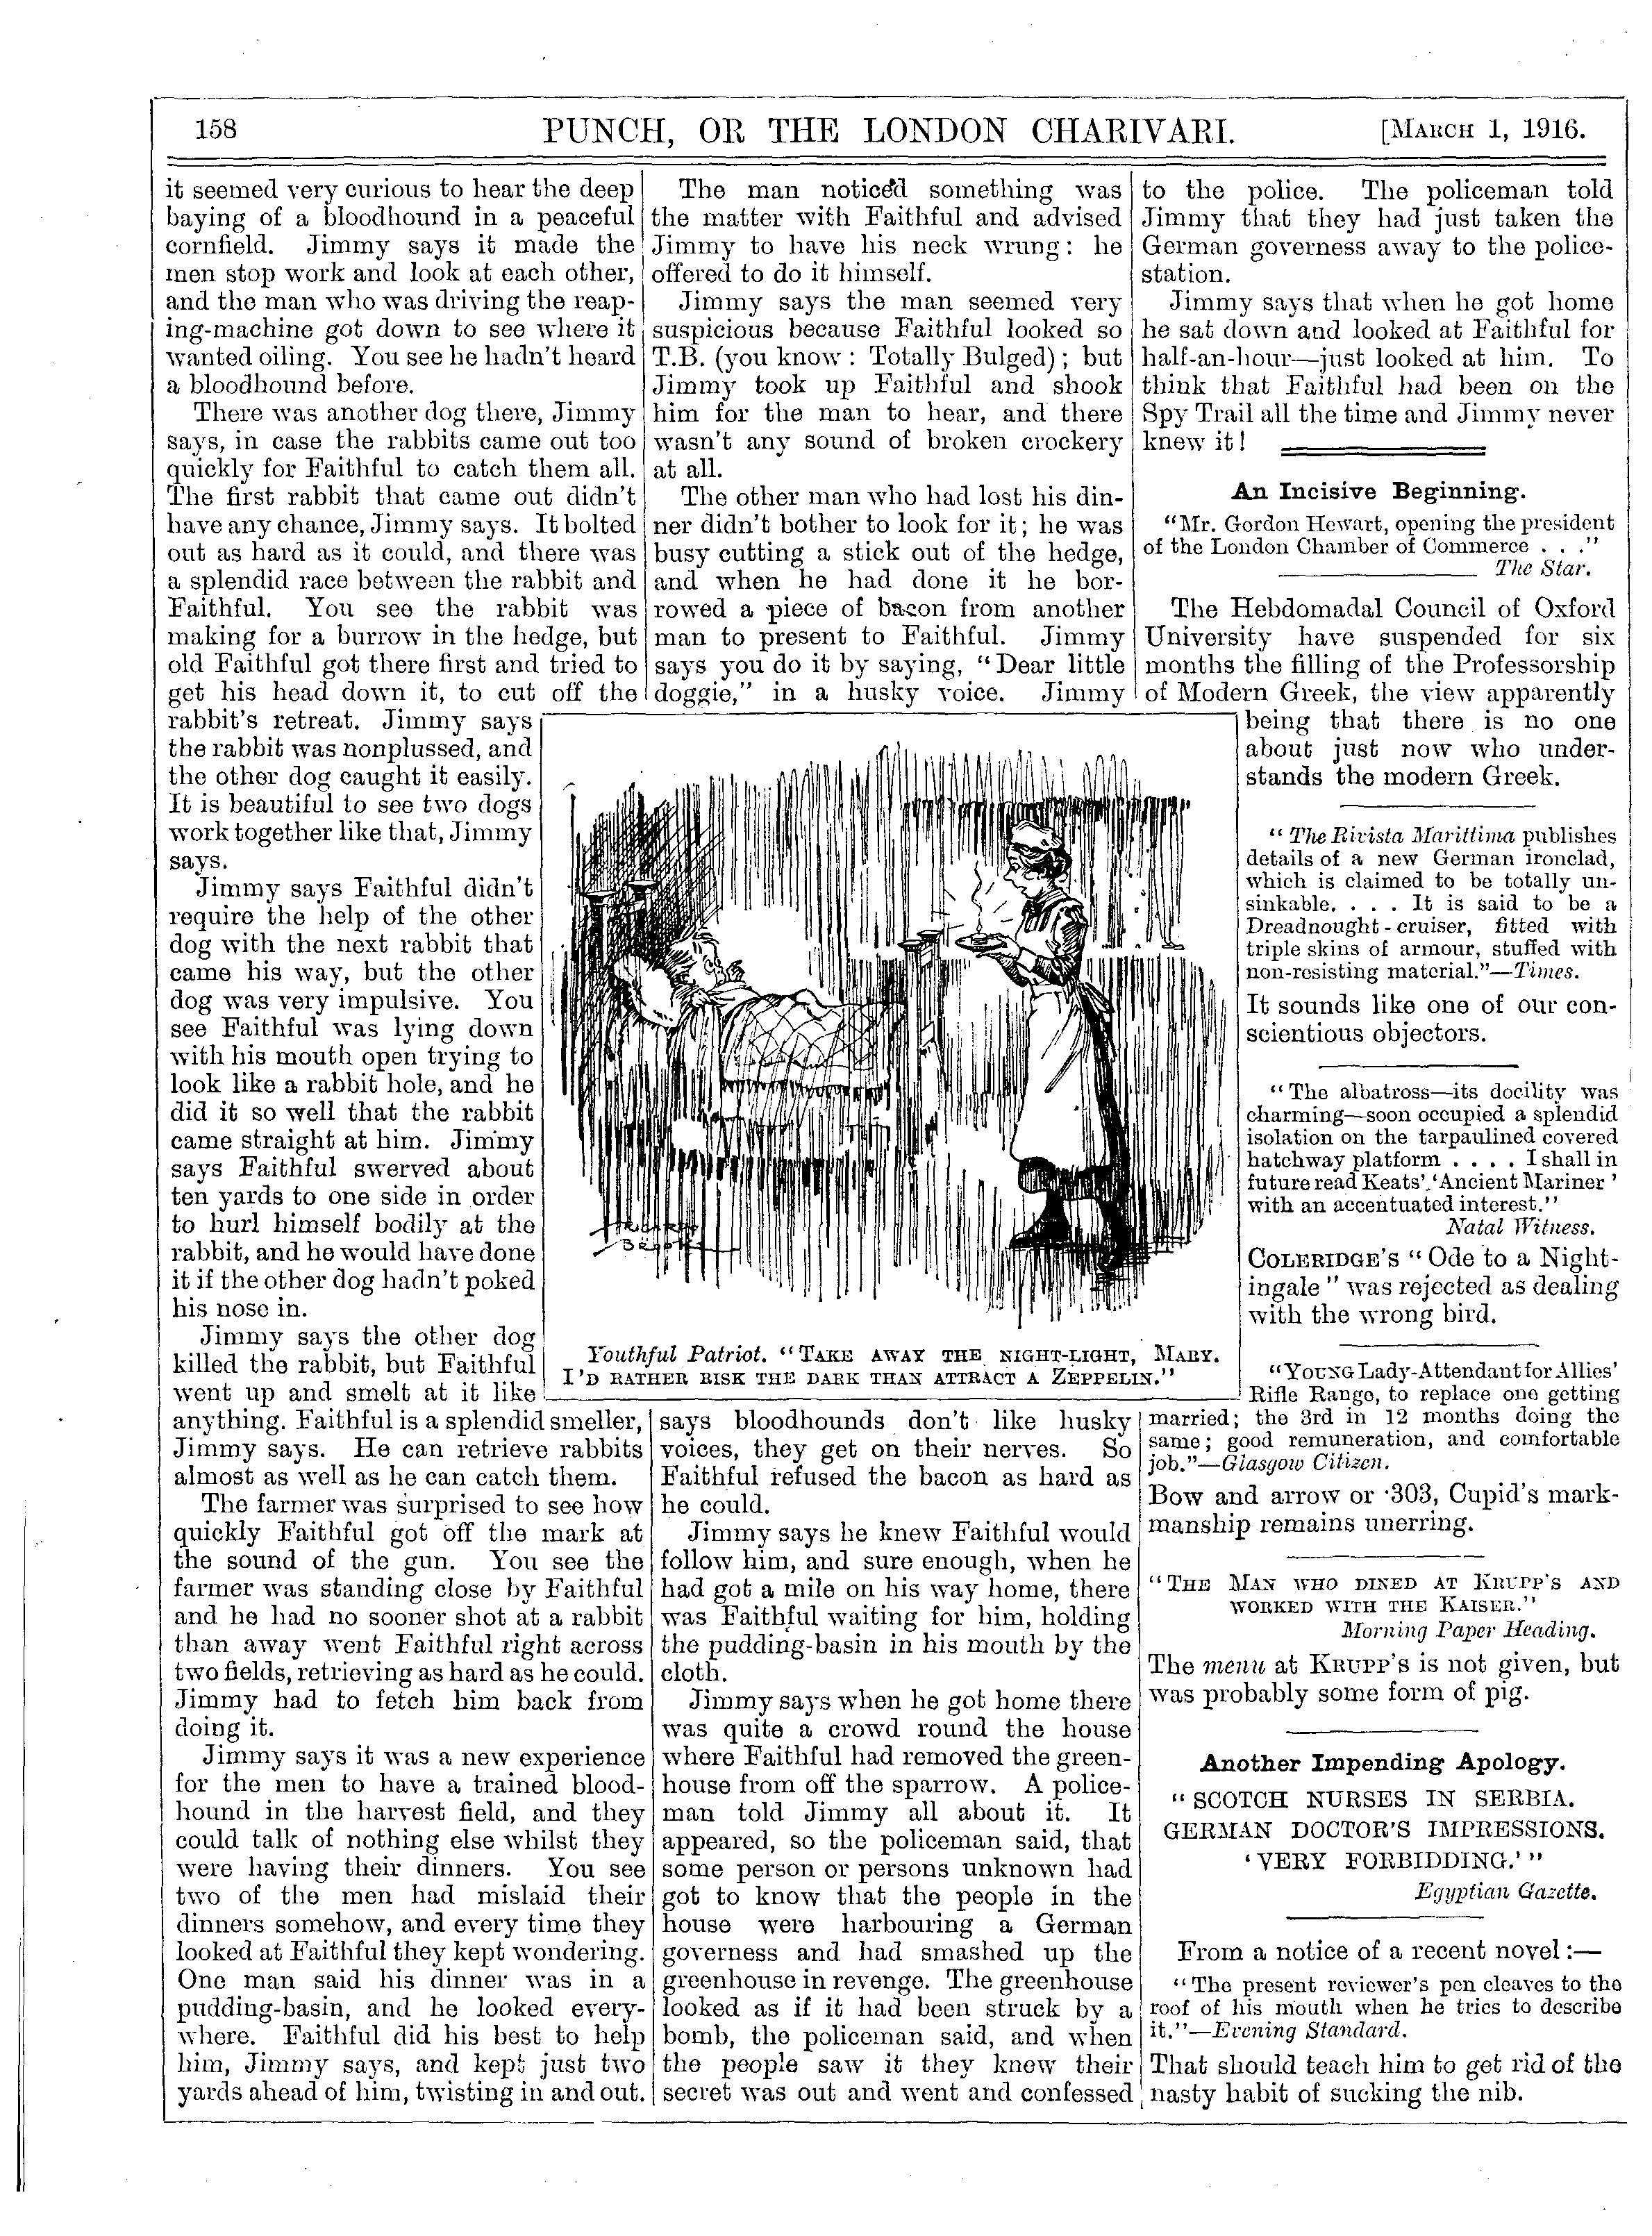 158
PUNCH, OR THE LONDON CHARIVARI.
[MARCH 1, 1916.
it seemed very curious to hear the deep
baying of a bloodhound in a peaceful
cornfield. Jimmy says it made the
men stop work and look at each other,
and the man who was driving the reap-
ing-machine got down to see where it
wanted oiling. You see he hadn't heard
a bloodhound before.
There was another dog there, Jimmy
says, in case the rabbits came out too
quickly for Faithful to catch them all.
The first rabbit that came out didn't
have any chance, Jimmy says. It bolted
out as hard as it could, and there was
a splendid race between the rabbit and
Faithful. You see the rabbit was
making for a burrow in the hedge, but
old Faithful got there first and tried to
get his head down it, to cut off the
rabbit's retreat. Jimmy says
the rabbit was nonplussed, and
the other dog caught it easily.
It is beautiful to see two dogs
work together like that, Jimmy
says.
Jimmy says Faithful didn't
require the help of the other
dog with the next rabbit that
came his way, but the other
dog was very impulsive. You
see Faithful was lying down
with his mouth open trying to
look like a rabbit hole, and he
did it so well that the rabbit
came straight at him. Jimmy
says Faithful swerved about
ten yards to one side in order
to hurl himself bodily at the
rabbit, and he would have done
it if the other dog hadn't poked
his nose in.
Jimmy says the other dog
killed the rabbit, but Faithful
went up and smelt at it like
anything. Faithful is a splendid smeller,
Jimmy says. He can retrieve rabbits
almost as well as he can catch them.
The farmer was surprised to see how
quickly Faithful got off the mark at
the sound of the gun. You see the
farmer was standing close by Faithful
and he had no sooner shot at a rabbit
than away went Faithful right across
two fields, retrieving as hard as he could.
Jimmy had to fetch him back from
doing it.
Jimmy says it was a new experience
for the men to have a trained blood-
hound in the harvest field, and they
could talk of nothing else whilst they
were having their dinners. You see
two of the men had mislaid their
dinners somehow, and every time they
looked at Faithful they kept wondering.
One man said his dinner was in a
pudding-basin, and he looked every-
where. Faithful did his best to help
him, Jimmy says, and kept just two
yards ahead of him, twisting in and out.
The man noticed something was
the matter with Faithful and advised
Jimmy to have his neck wrung: he
offered to do it himself.
Jimmy says the man seemed very
suspicious because Faithful looked so
T.B. (you know: Totally Bulged); but
Jimmy took up Faithful and shook
him for the man to hear, and there
wasn't any sound of broken crockery
at all.
The other man who had lost his din-
ner didn't bother to look for it; he was
busy cutting a stick out of the hedge,
and when he had done it he bor-
rowed a piece of bacon from another
man to present to Faithful. Jimmy
says you do it by saying, "Dear little
doggie," in a husky voice. Jimmy
ARICARDO
BROOK
Youthful Patriot. "TAKE AWAY THE NIGHT-LIGHT, MARY.
I'D RATHER RISK THE DARK THAN ATTRACT A ZEPPELIN."
says bloodhounds don't like husky
voices, they get on their nerves. So
Faithful refused the bacon as hard as
he could.
Jimmy says he knew Faithful would
follow him, and sure enough, when he
had got a mile on his way home, there
was Faithful waiting for him, holding
the pudding-basin in his mouth by the
cloth.
Jimmy says when he got home there
was quite a crowd round the house
where Faithful had removed the green-
house from off the sparrow. A police-
man told Jimmy all about it. It
appeared, so the policeman said, that
some person or persons unknown had
got to know that the people in the
house were harbouring a German
governess and had smashed up the
greenhouse in revenge. The greenhouse
looked as if it had been struck by a
bomb, the policeman said, and when
the people saw it they knew their
secret was out and went and confessed
to the police. The policeman told
Jimmy that they had just taken the
German governess away to the police-
station.
Jimmy says that when he got home
he sat down and looked at Faithful for
half-an-hour—just looked at him. To
think that Faithful had been on the
Spy Trail all the time and Jimmy never
knew it!
An Incisive Beginning.
"Mr. Gordon Hewart, opening the president
of the London Chamber of Commerce . . ."
The Star.
The Hebdomadal Council of Oxford
University have suspended for six
months the filling of the Professorship
of Modern Greek, the view apparently
being that there is no one
about just now who under-
stands the modern Greek.
"The Rivista Marittima publishes
details of a new German ironclad,
which is claimed to be totally un-
sinkable. . . . It is said to be a
Dreadnought-cruiser, fitted with
triple skins of armour, stuffed with
non-resisting material."—Times.
It sounds like one of our con-
scientious objectors.
"The albatross—its docility was
charming—soon occupied a splendid
isolation on the tarpaulined covered
hatchway platform . . . . I shall in
future read Keats' 'Ancient Mariner'
with an accentuated interest."
Natal Witness.
COLERIDGE'S "Ode to a Night-
ingale" was rejected as dealing
with the wrong bird.
"YOUNG Lady-Attendant for Allies'
Rifle Range, to replace one getting
married; the 3rd in 12 months doing the
same; good remuneration, and comfortable
job."—Glasgow Citizen.
Bow and arrow or ·303, Cupid's mark-
manship remains unerring.
"THE MAN WHO DINED AT KRUPP'S AND
WORKED WITH THE KAISER."
Morning Paper Heading.
The menu at KRUPP'S is not given, but
was probably some form of pig.
Another Impending Apology.
"SCOTCH NURSES IN SERBIA.
GERMAN DOCTOR'S IMPRESSIONS.
'VERY FORBIDDING.'"
Egyptian Gazette.
From a notice of a recent novel:—
"The present reviewer's pen cleaves to the
roof of his mouth when he tries to describe
it."—Evening Standard.
That should teach him to get rid of the
nasty habit of sucking the nib.